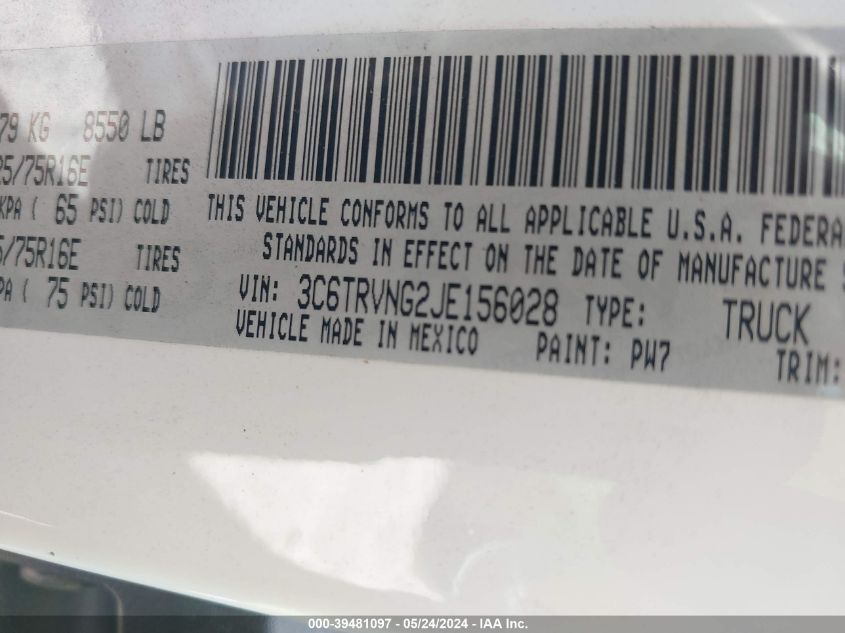 79 KG 8550 LB
25/75R16E TIRES
KPA ( 65 PSI) COLD
5/75R16E TIRES
PA ( 75 PSI) COLD
THIS VEHICLE CONFORMS TO ALL APPLICABLE U.S.A. FEDERA
STANDARDS IN EFFECT ON THE DATE OF MANUFACTURE S
VIN: 3C6TRVNG2JE156028 TYPE: TRUCK
VEHICLE MADE IN MEXICO PAINT: PW7 TRIM:
000-39481097 - 05/24/2024 - IAA Inc.